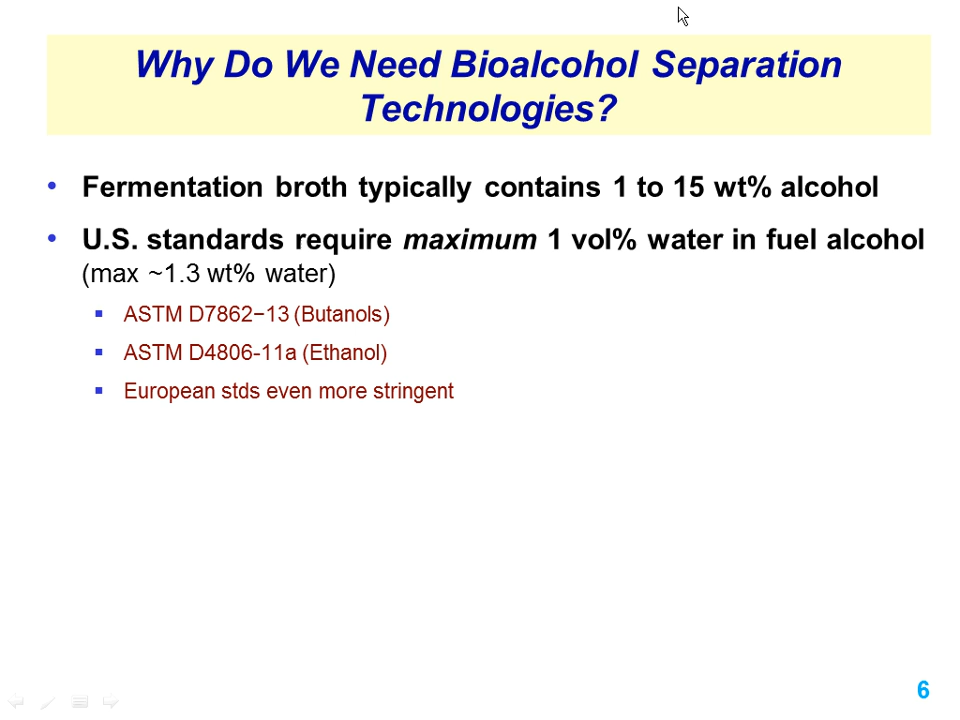 Why Do We Need Bioalcohol Separation
Technologies?
• Fermentation broth typically contains 1 to 15 wt% alcohol
• U.S. standards require maximum 1 vol% water in fuel alcohol
(max ~1.3 wt% water)
▪ ASTM D7862−13 (Butanols)
▪ ASTM D4806-11a (Ethanol)
▪ European stds even more stringent
6